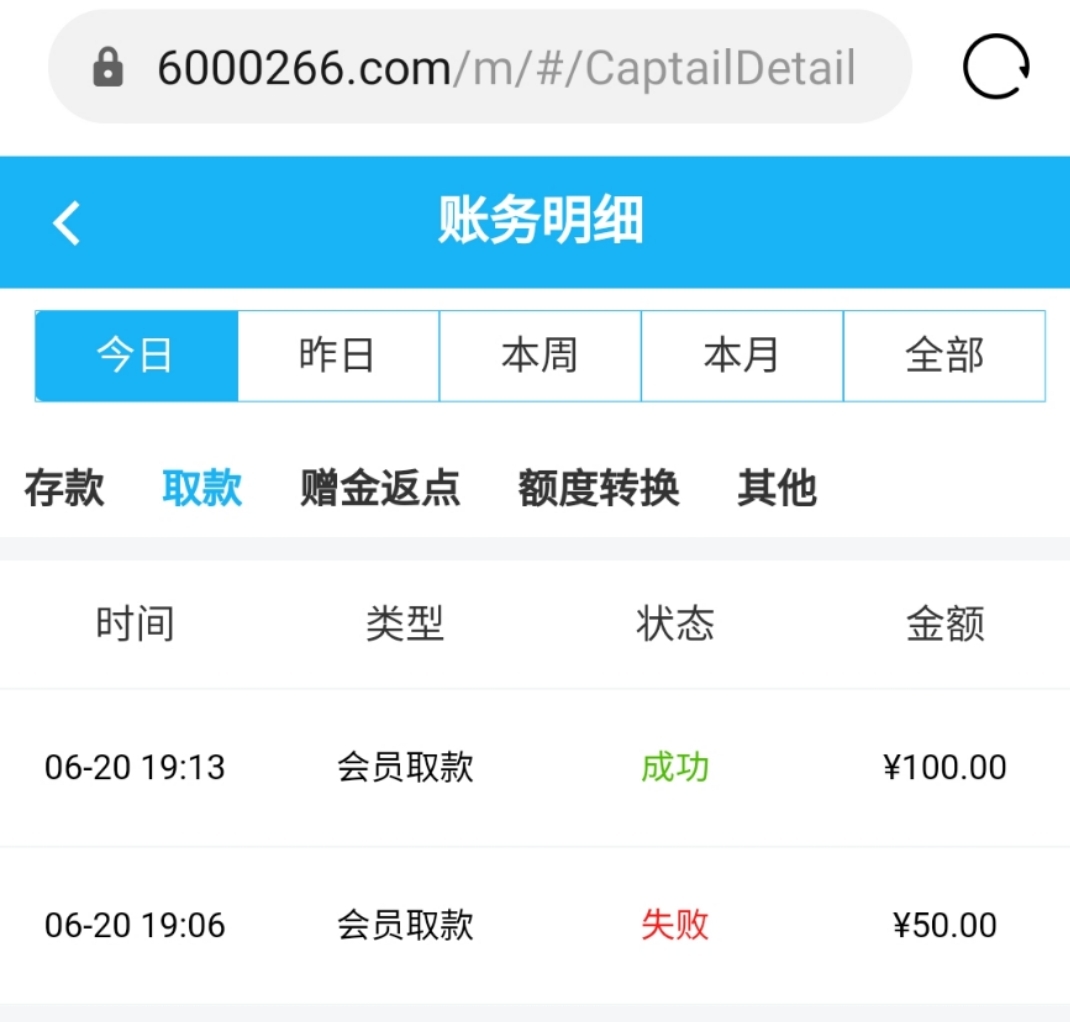 6000266.com/m/#/CaptailDetail
账务明细
今日 昨日 本周 本月 全部
存款 取款 赠金返点 额度转换 其他
时间 类型 状态 金额
06-20 19:13 会员取款 成功 ¥100.00
06-20 19:06 会员取款 失败 ¥50.00